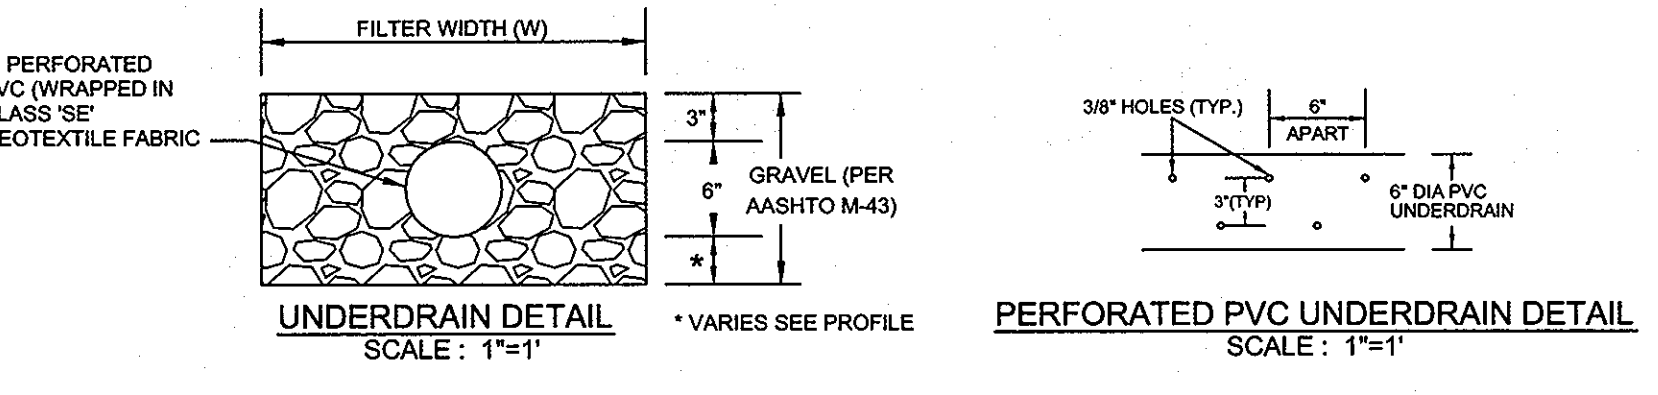 FILTER WIDTH (W)
PERFORATED
VC (WRAPPED IN
LASS 'SE'
EOTEXTILE FABRIC
3"
6"
*
GRAVEL (PER
AASHTO M-43)
UNDERDRAIN DETAIL
SCALE : 1"=1'
* VARIES SEE PROFILE
3/8" HOLES (TYP.)
6"
APART
3"(TYP)
6" DIA PVC
UNDERDRAIN
PERFORATED PVC UNDERDRAIN DETAIL
SCALE : 1"=1'